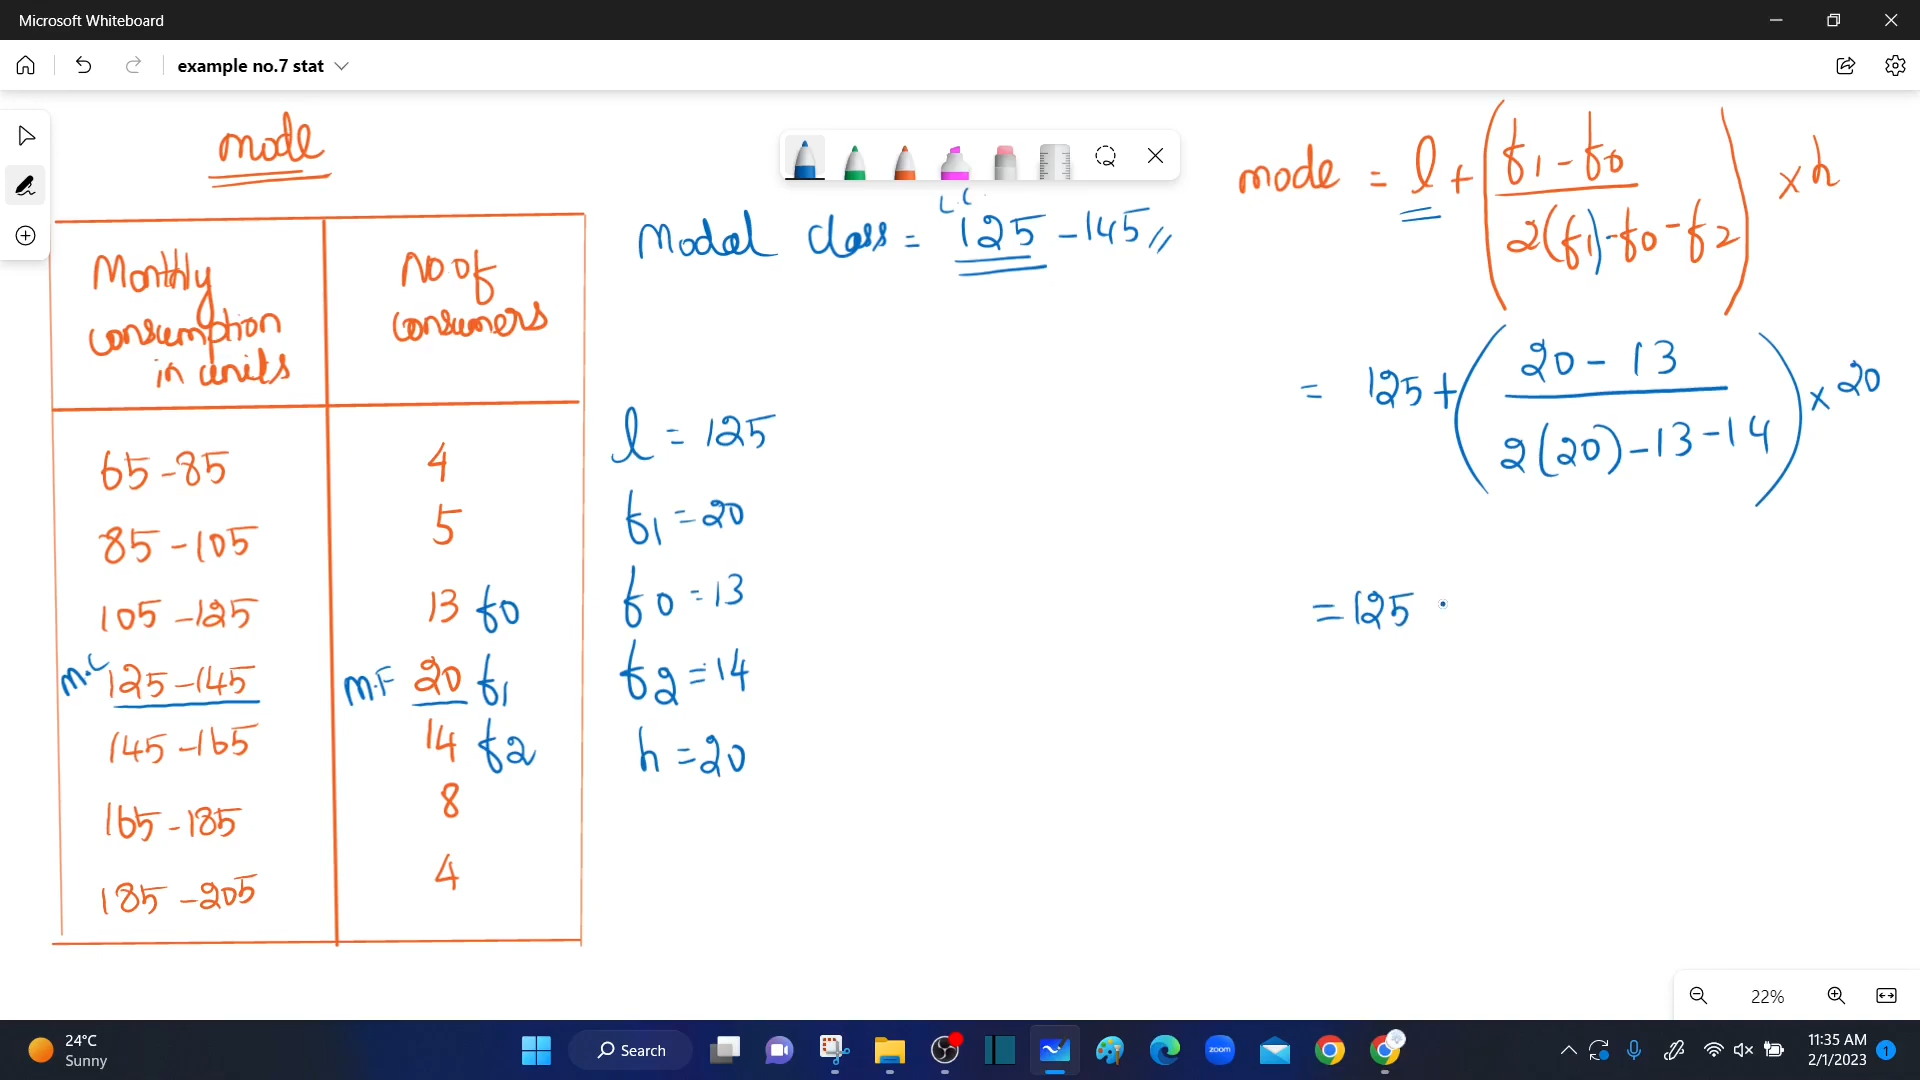 Microsoft Whiteboard
example no.7 stat
mode
Monthly consumption in units
No of consumers
65 - 85 4
85 - 105 5
105 - 125 13 f0
M.C 125 - 145 M.F 20 f1
145 - 165 14 f2
165 - 185 8
185 - 205 4
L.C
Modal class = 125 - 145 //
l = 125
f1 = 20
f0 = 13
f2 = 14
h = 20
mode = l + ( f1 - f0 / 2(f1) - f0 - f2 ) × h
= 125 + ( 20 - 13 / 2(20) - 13 - 14 ) × 20
= 125
22%
24°C
Sunny
Search
zoom
11:35 AM
2/1/2023
1